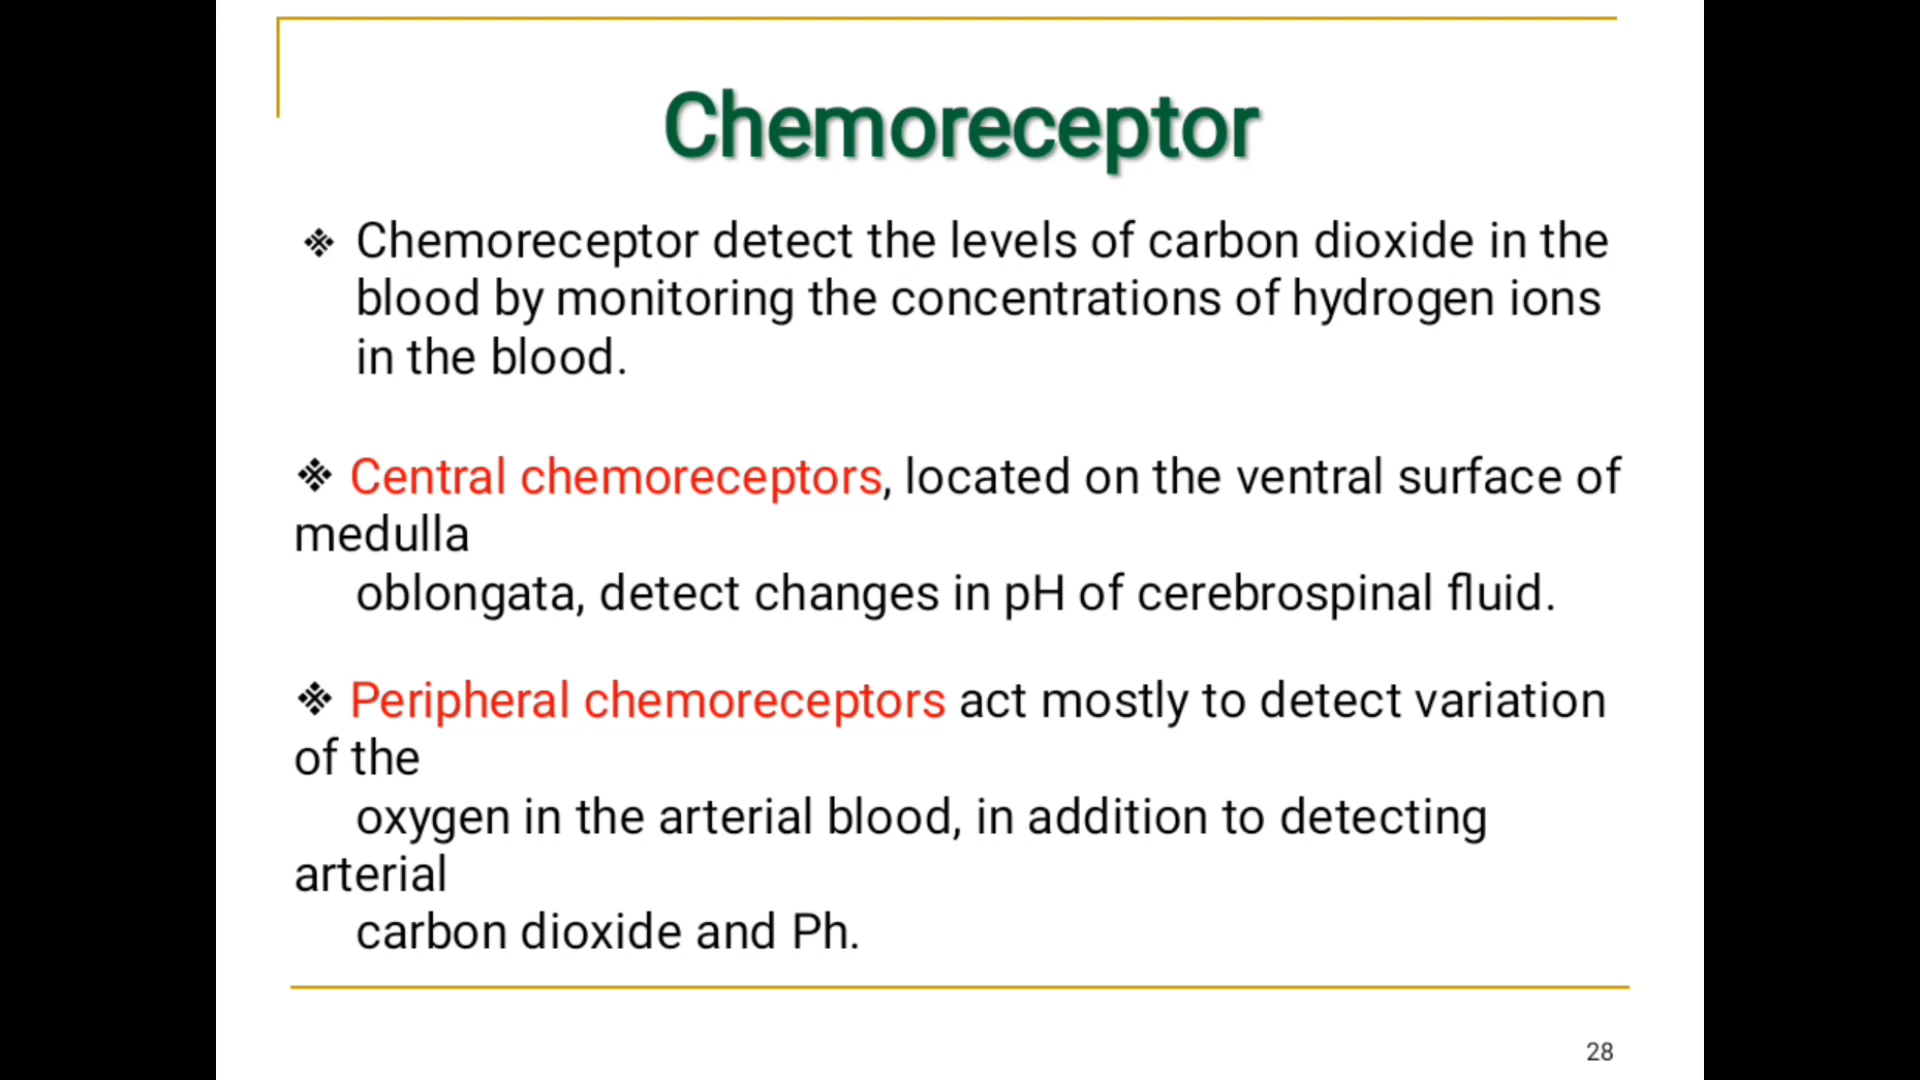 Chemoreceptor
❖ Chemoreceptor detect the levels of carbon dioxide in the
blood by monitoring the concentrations of hydrogen ions
in the blood.
❖ Central chemoreceptors, located on the ventral surface of
medulla
oblongata, detect changes in pH of cerebrospinal fluid.
❖ Peripheral chemoreceptors act mostly to detect variation
of the
oxygen in the arterial blood, in addition to detecting
arterial
carbon dioxide and Ph.
28